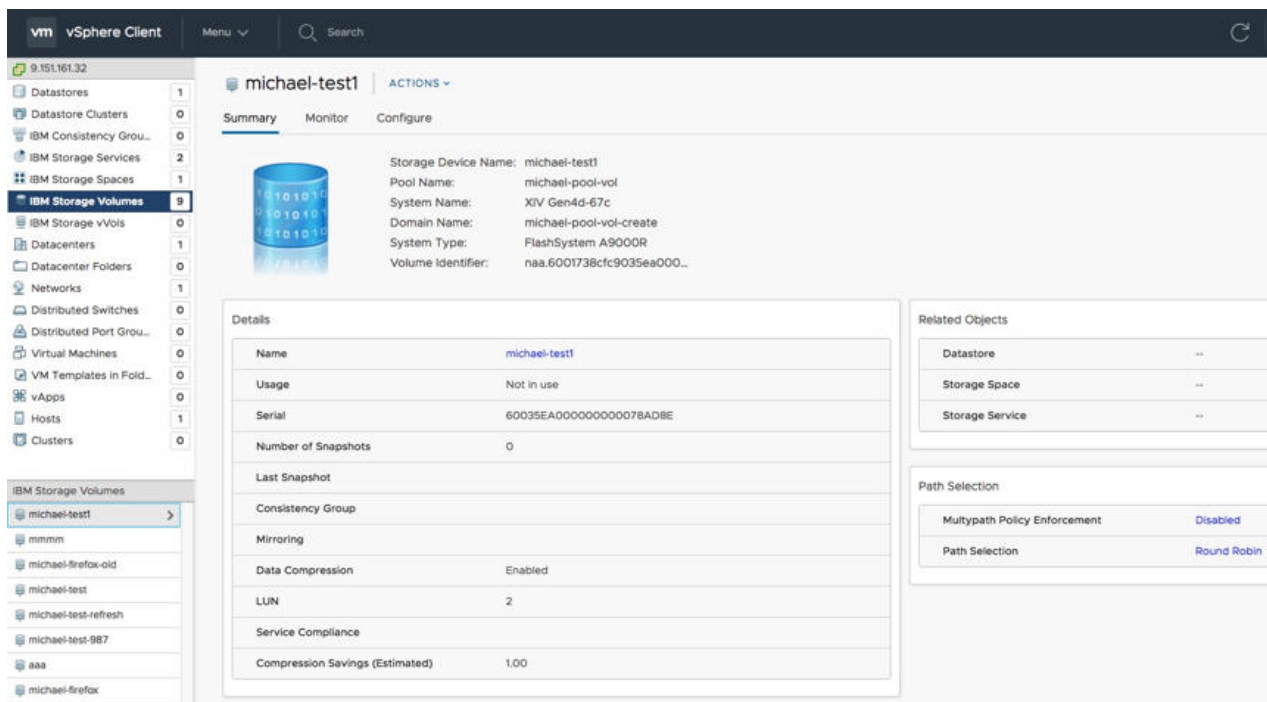 vm vSphere Client Menu Search
9.151.161.32
Datastores 1
Datastore Clusters 0
IBM Consistency Grou... 0
IBM Storage Services 2
IBM Storage Spaces 1
IBM Storage Volumes 9
IBM Storage vVols 0
Datacenters 1
Datacenter Folders 0
Networks 1
Distributed Switches 0
Distributed Port Grou... 0
Virtual Machines 0
VM Templates in Fold... 0
vApps 0
Hosts 1
Clusters 0
IBM Storage Volumes
michael-test1
mmmm
michael-firefox-old
michael-test
michael-test-refresh
michael-test-987
aaa
michael-firefox
michael-test1 ACTIONS
Summary Monitor Configure
Storage Device Name: michael-test1
Pool Name: michael-pool-vol
System Name: XIV Gen4d-67c
Domain Name: michael-pool-vol-create
System Type: FlashSystem A9000R
Volume Identifier: naa.6001738cfc9035ea000...
Details
Name michael-test1
Usage Not in use
Serial 60035EA000000000078AD8E
Number of Snapshots 0
Last Snapshot
Consistency Group
Mirroring
Data Compression Enabled
LUN 2
Service Compliance
Compression Savings (Estimated) 1.00
Related Objects
Datastore --
Storage Space --
Storage Service --
Path Selection
Multypath Policy Enforcement Disabled
Path Selection Round Robin